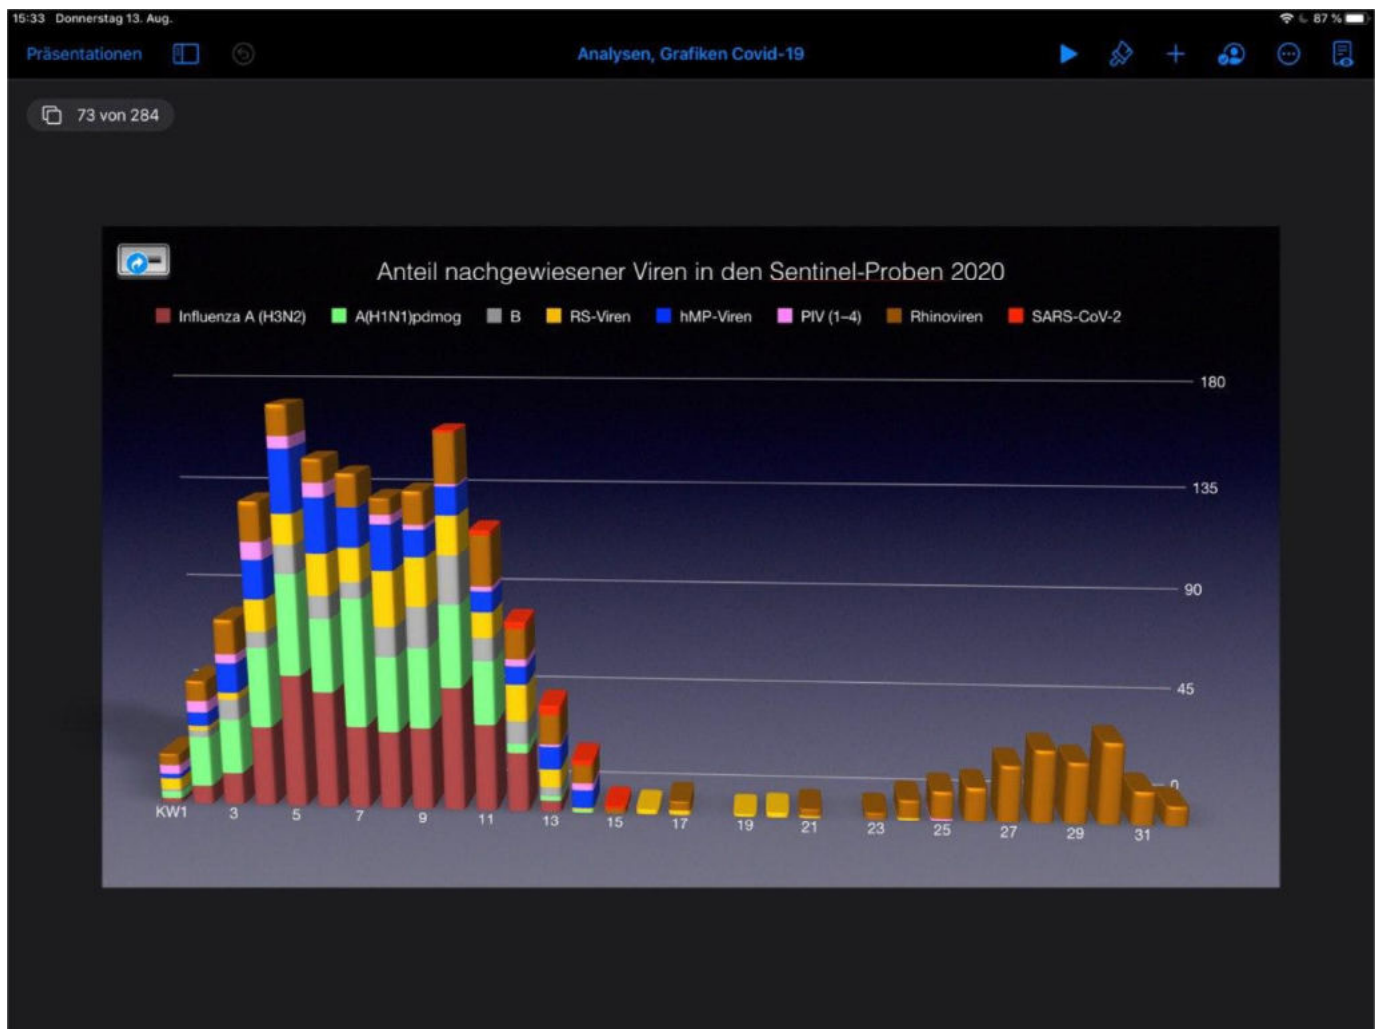 15:33 Donnerstag 13. Aug.
87 %
Präsentationen
Analysen, Grafiken Covid-19
73 von 284
Anteil nachgewiesener Viren in den Sentinel-Proben 2020
Influenza A (H3N2) A(H1N1)pdmog B RS-Viren hMP-Viren PIV (1–4) Rhinoviren SARS-CoV-2
180
135
90
45
0
KW1 3 5 7 9 11 13 15 17 19 21 23 25 27 29 31